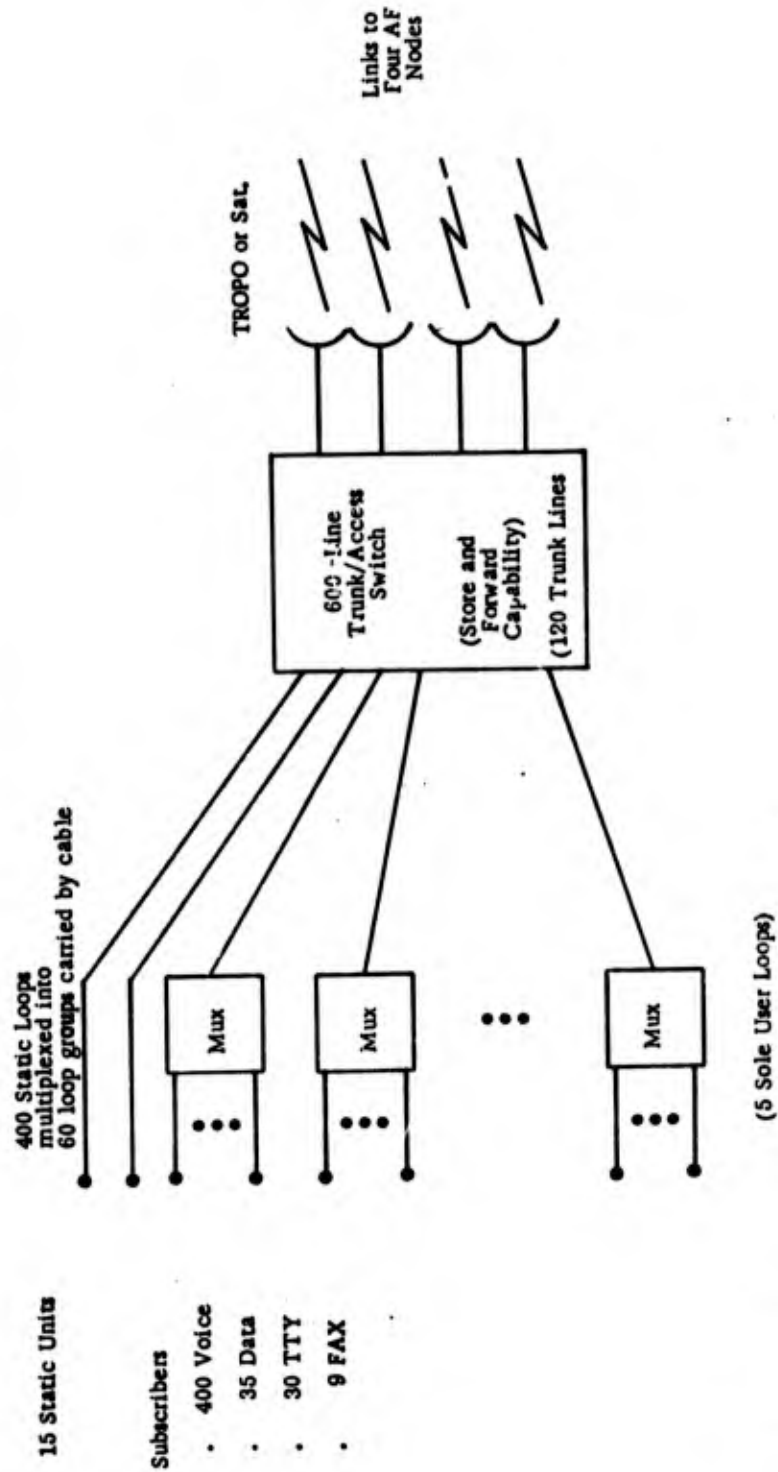 15 Static Units
Subscribers
· 400 Voice
· 35 Data
· 30 TTY
· 9 FAX
400 Static Loops
multiplexed into
60 loop groups carried by cable
Mux
Mux
Mux
(5 Sole User Loops)
600-Line
Trunk/Access
Switch
(Store and
Forward
Capability)
(120 Trunk Lines
TROPO or Sat.
Links to
Four AF
Nodes